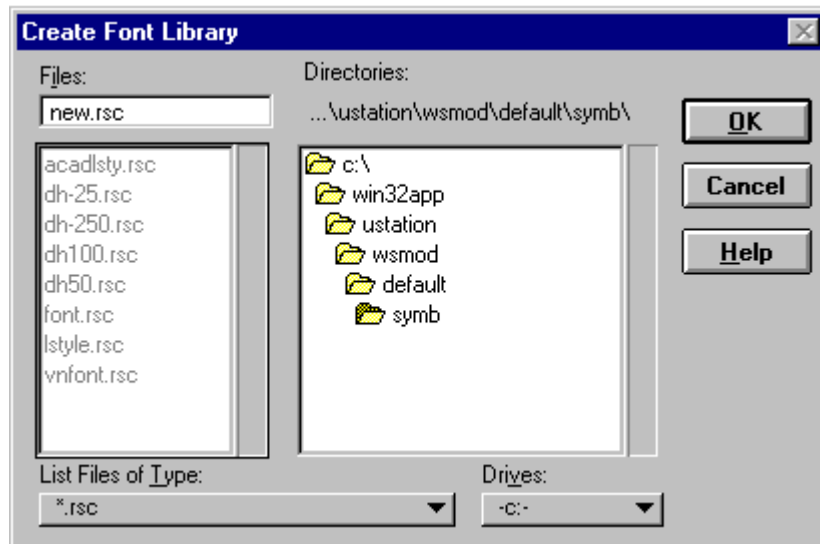 Create Font Library
Files:
new.rsc
acadlsty.rsc
dh-25.rsc
dh-250.rsc
dh100.rsc
dh50.rsc
font.rsc
lstyle.rsc
vnfont.rsc
List Files of Type:
*.rsc
Directories:
...\ustation\wsmod\default\symb\
c:\
win32app
ustation
wsmod
default
symb
Drives:
-c:-
OK
Cancel
Help